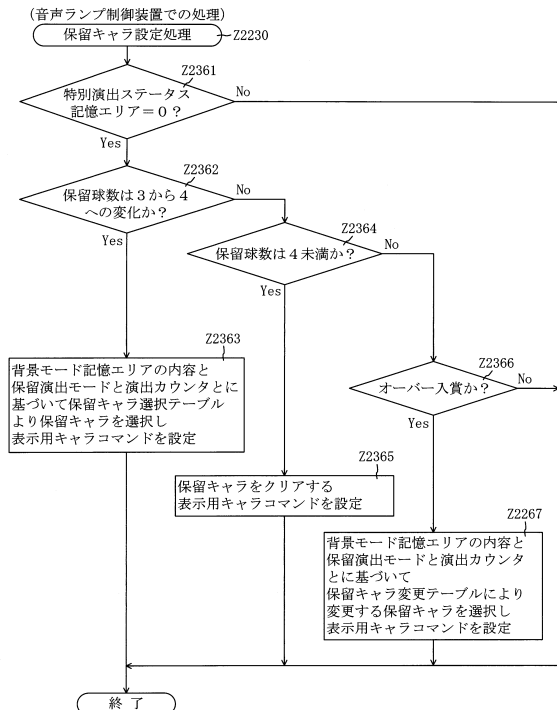 (音声ランプ制御装置での処理)
保留キャラ設定処理
Z2230
Z2361
特別演出ステータス
記憶エリア＝０？
No
Yes
Z2362
保留球数は３から４
への変化か？
No
Yes
Z2364
保留球数は４未満か？
No
Yes
Z2363
背景モード記憶エリアの内容と
保留演出モードと演出カウンタとに
基づいて保留キャラ選択テーブル
より保留キャラを選択し
表示用キャラコマンドを設定
Z2366
オーバー入賞か？
No
Yes
Z2365
保留キャラをクリアする
表示用キャラコマンドを設定
Z2267
背景モード記憶エリアの内容と
保留演出モードと演出カウンタ
とに基づいて
保留キャラ変更テーブルにより
変更する保留キャラを選択し
表示用キャラコマンドを設定
終 了